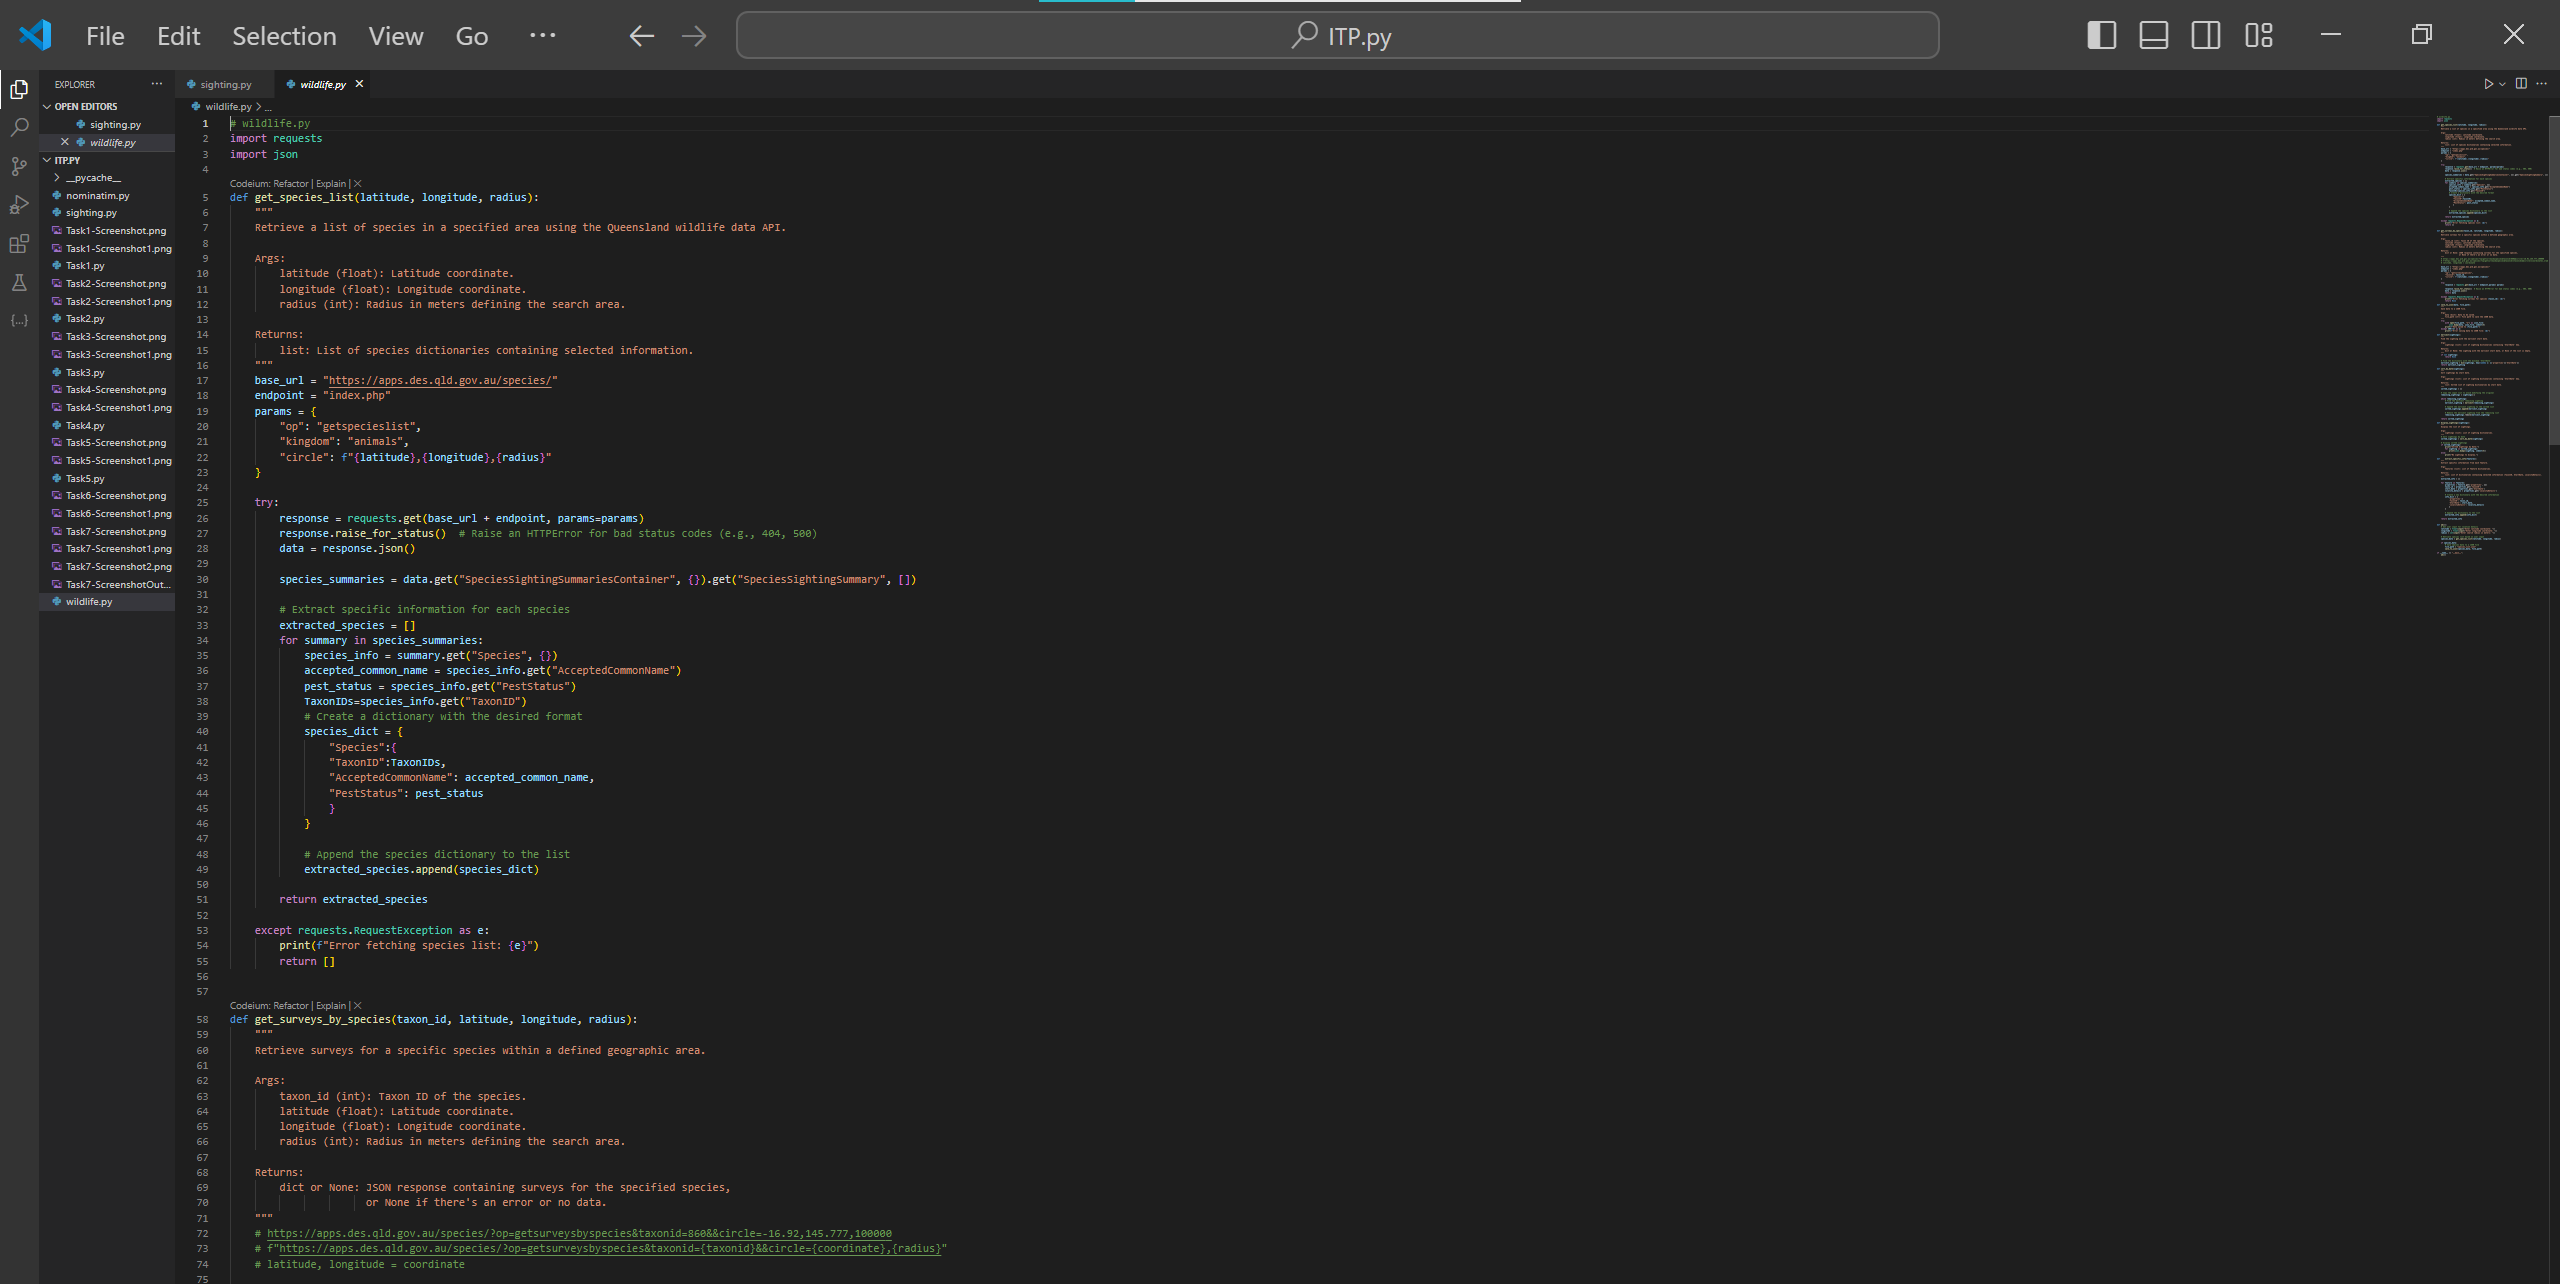 File Edit Selection View Go ···
ITP.py
EXPLORER ···
OPEN EDITORS
sighting.py
wildlife.py
ITP.PY
__pycache__
nominatim.py
sighting.py
Task1-Screenshot.png
Task1-Screenshot1.png
Task1.py
Task2-Screenshot.png
Task2-Screenshot1.png
Task2.py
Task3-Screenshot.png
Task3-Screenshot1.png
Task3.py
Task4-Screenshot.png
Task4-Screenshot1.png
Task4.py
Task5-Screenshot.png
Task5-Screenshot1.png
Task5.py
Task6-Screenshot.png
Task6-Screenshot1.png
Task7-Screenshot.png
Task7-Screenshot1.png
Task7-Screenshot2.png
Task7-ScreenshotOut...
wildlife.py
sighting.py wildlife.py
wildlife.py > ...
1 # wildlife.py
2 import requests
3 import json
4
Codeium: Refactor | Explain | X
5 def get_species_list(latitude, longitude, radius):
6 """
7 Retrieve a list of species in a specified area using the Queensland wildlife data API.
8
9 Args:
10 latitude (float): Latitude coordinate.
11 longitude (float): Longitude coordinate.
12 radius (int): Radius in meters defining the search area.
13
14 Returns:
15 list: List of species dictionaries containing selected information.
16 """
17 base_url = "https://apps.des.qld.gov.au/species/"
18 endpoint = "index.php"
19 params = {
20 "op": "getspecieslist",
21 "kingdom": "animals",
22 "circle": f"{latitude},{longitude},{radius}"
23 }
24
25 try:
26 response = requests.get(base_url + endpoint, params=params)
27 response.raise_for_status() # Raise an HTTPError for bad status codes (e.g., 404, 500)
28 data = response.json()
29
30 species_summaries = data.get("SpeciesSightingSummariesContainer", {}).get("SpeciesSightingSummary", [])
31
32 # Extract specific information for each species
33 extracted_species = []
34 for summary in species_summaries:
35 species_info = summary.get("Species", {})
36 accepted_common_name = species_info.get("AcceptedCommonName")
37 pest_status = species_info.get("PestStatus")
38 TaxonIDs=species_info.get("TaxonID")
39 # Create a dictionary with the desired format
40 species_dict = {
41 "Species":{
42 "TaxonID":TaxonIDs,
43 "AcceptedCommonName": accepted_common_name,
44 "PestStatus": pest_status
45 }
46 }
47
48 # Append the species dictionary to the list
49 extracted_species.append(species_dict)
50
51 return extracted_species
52
53 except requests.RequestException as e:
54 print(f"Error fetching species list: {e}")
55 return []
56
57
Codeium: Refactor | Explain | X
58 def get_surveys_by_species(taxon_id, latitude, longitude, radius):
59 """
60 Retrieve surveys for a specific species within a defined geographic area.
61
62 Args:
63 taxon_id (int): Taxon ID of the species.
64 latitude (float): Latitude coordinate.
65 longitude (float): Longitude coordinate.
66 radius (int): Radius in meters defining the search area.
67
68 Returns:
69 dict or None: JSON response containing surveys for the specified species,
70 or None if there's an error or no data.
71 """
72 # https://apps.des.qld.gov.au/species/?op=getsurveysbyspecies&taxonid=860&&circle=-16.92,145.777,100000
73 # f"https://apps.des.qld.gov.au/species/?op=getsurveysbyspecies&taxonid={taxonid}&&circle={coordinate},{radius}"
74 # latitude, longitude = coordinate
75